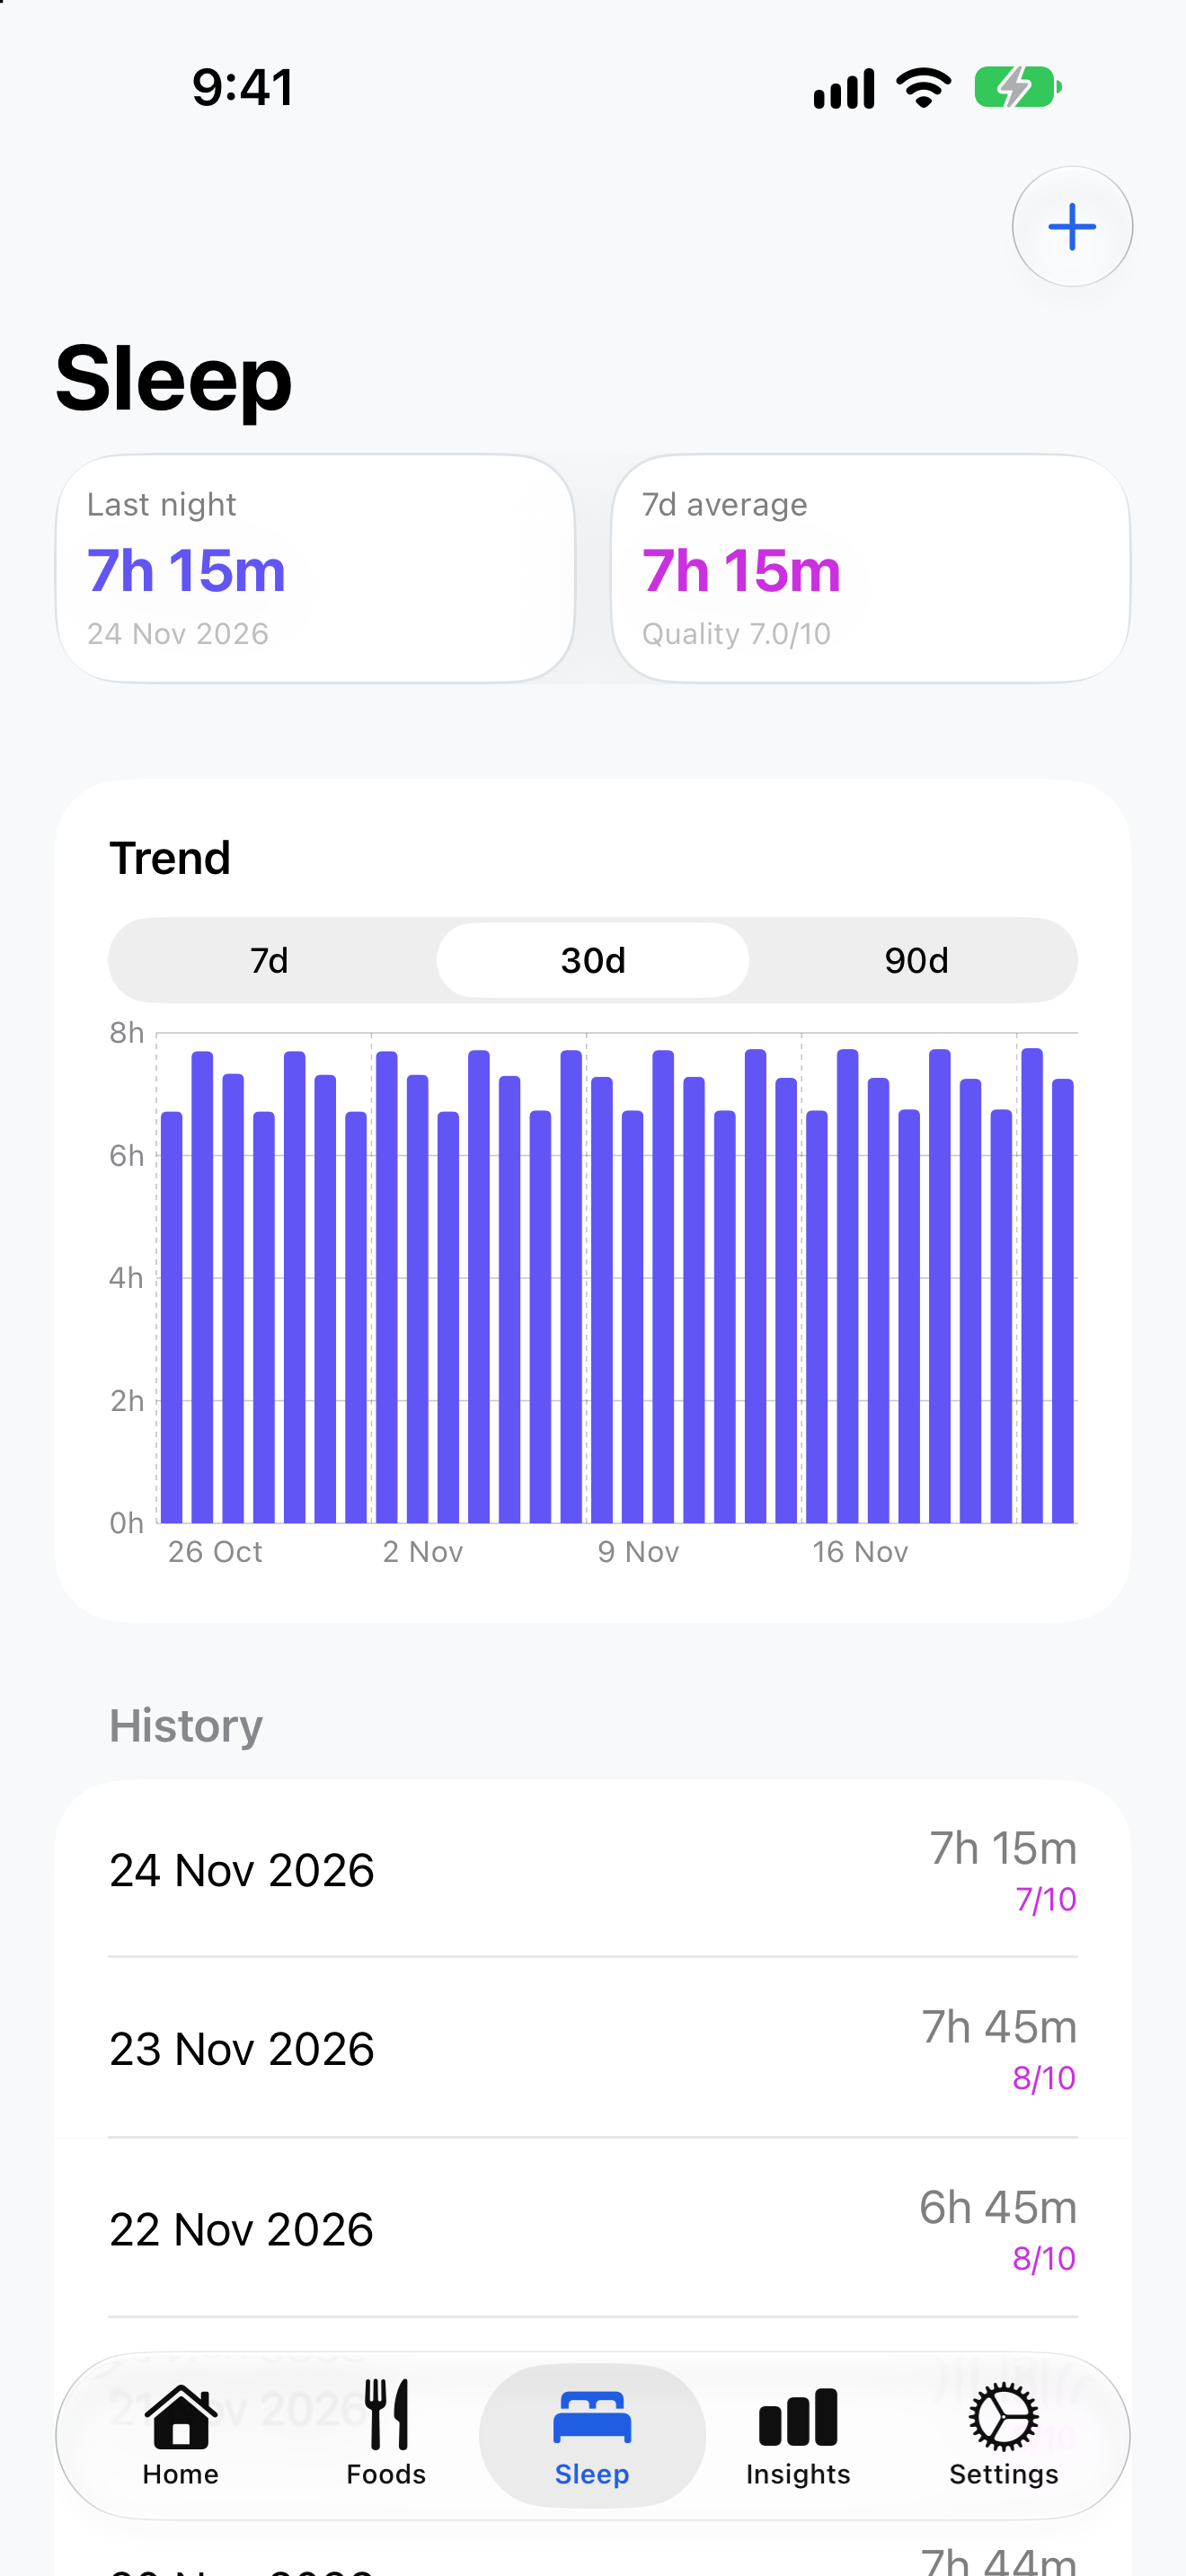 9:41
Sleep
Last night
7h 15m
24 Nov 2026
7d average
7h 15m
Quality 7.0/10
Trend
7d 30d 90d
8h
6h
4h
2h
0h
26 Oct 2 Nov 9 Nov 16 Nov
History
24 Nov 2026
7h 15m
7/10
23 Nov 2026
7h 45m
8/10
22 Nov 2026
6h 45m
8/10
Home Foods Sleep Insights Settings
7h 44m